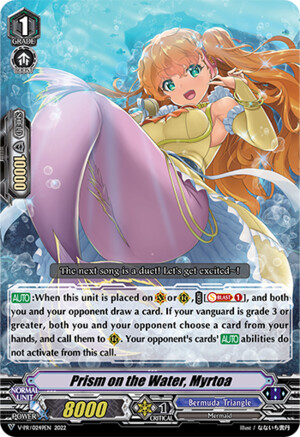 1
GRADE
BOOST
SHIELD
10000
The next song is a duet! Let's get excited~!
AUTO:When this unit is placed on or, [BLAST 1], and both
you and your opponent draw a card. If your vanguard is grade 3 or
greater, both you and your opponent choose a card from your
hands, and call them to. Your opponent's cards' AUTO abilities do
not activate from this call.
NORMAL
UNIT
Prism on the Water, Myrtoa
Bermuda Triangle
POWER
8000
1
CRITICAL
Mermaid
V-PR/0249EN 2022